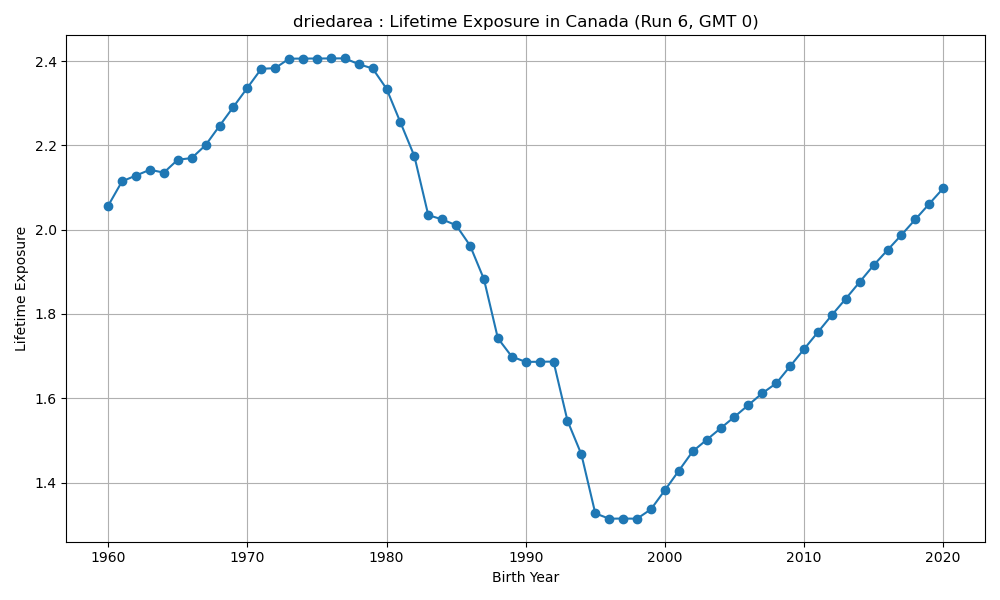 driedarea : Lifetime Exposure in Canada (Run 6, GMT 0)
Lifetime Exposure
2.4
2.2
2.0
1.8
1.6
1.4
1960 1970 1980 1990 2000 2010 2020
Birth Year